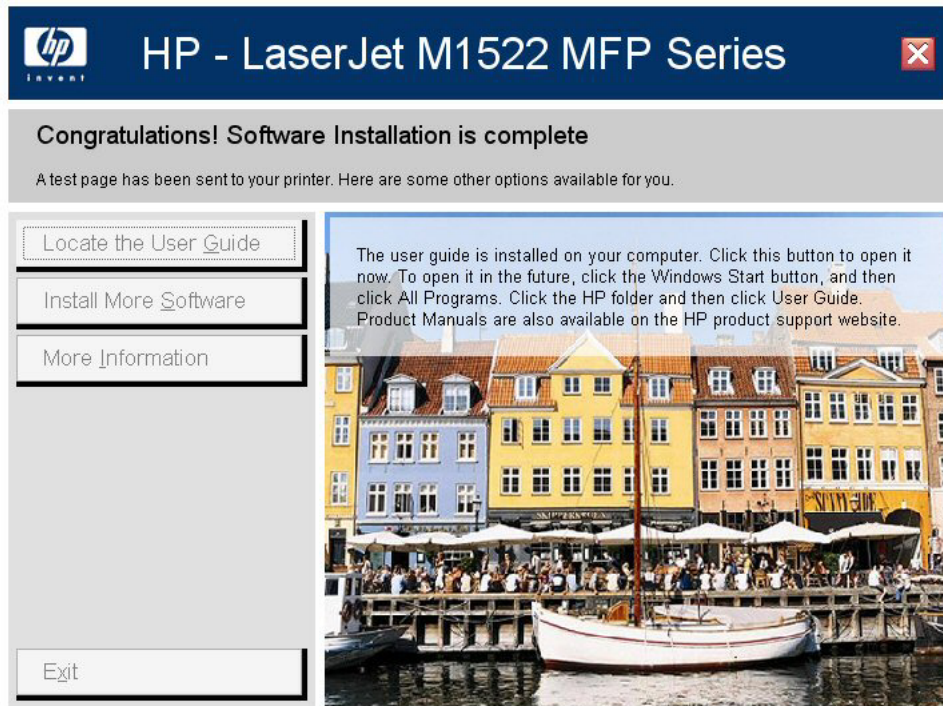 hp
invent
HP - LaserJet M1522 MFP Series
Congratulations! Software Installation is complete
A test page has been sent to your printer. Here are some other options available for you.
Locate the User Guide
Install More Software
More Information
Exit
The user guide is installed on your computer. Click this button to open it
now. To open it in the future, click the Windows Start button, and then
click All Programs. Click the HP folder and then click User Guide.
Product Manuals are also available on the HP product support website.